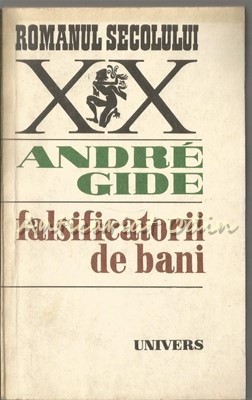 ROMANUL SECOLULUI
XX
ANDRÉ
GIDE
falsificatorii
de bani
UNIVERS